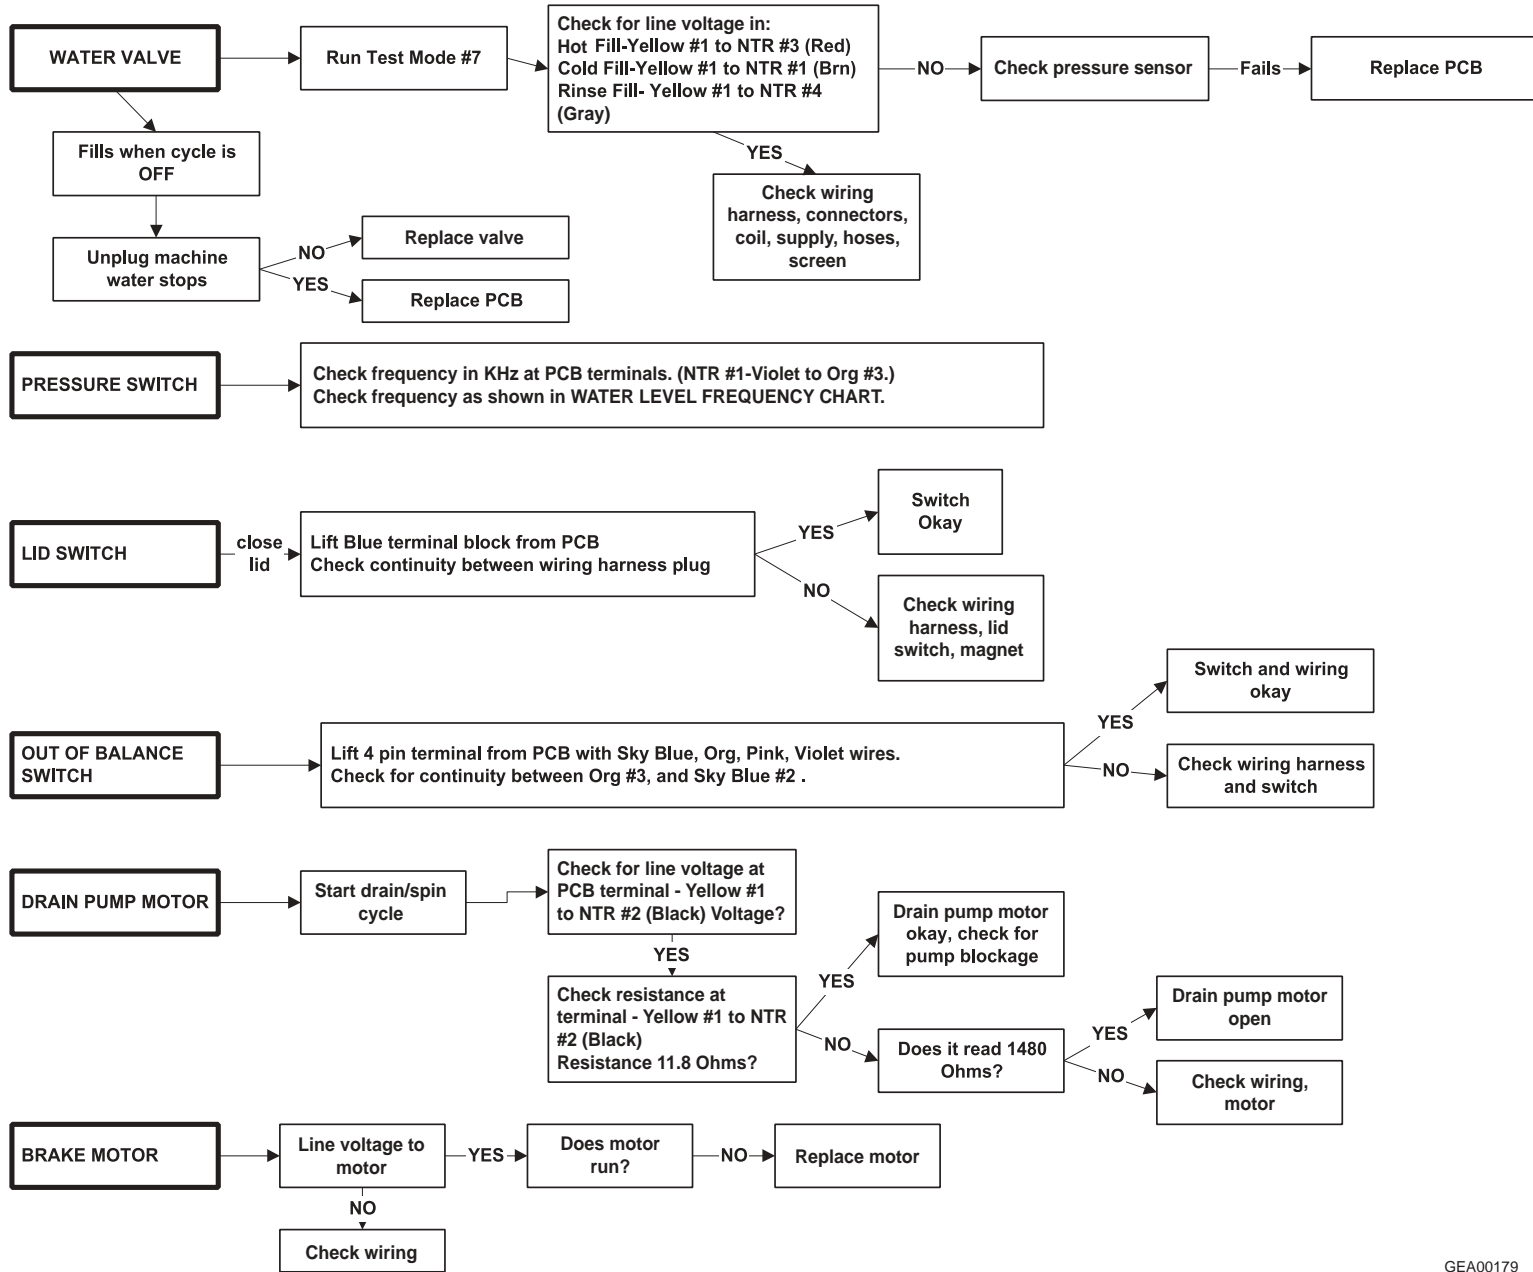 WATER VALVE
Run Test Mode #7
Check for line voltage in:
Hot Fill-Yellow #1 to NTR #3 (Red)
Cold Fill-Yellow #1 to NTR #1 (Brn)
Rinse Fill- Yellow #1 to NTR #4
(Gray)
NO
Check pressure sensor
Fails
Replace PCB
YES
Check wiring
harness, connectors,
coil, supply, hoses,
screen
Fills when cycle is
OFF
Unplug machine
water stops
NO
Replace valve
YES
Replace PCB
PRESSURE SWITCH
Check frequency in KHz at PCB terminals. (NTR #1-Violet to Org #3.)
Check frequency as shown in WATER LEVEL FREQUENCY CHART.
LID SWITCH
close
lid
Lift Blue terminal block from PCB
Check continuity between wiring harness plug
YES
Switch
Okay
NO
Check wiring
harness, lid
switch, magnet
OUT OF BALANCE
SWITCH
Lift 4 pin terminal from PCB with Sky Blue, Org, Pink, Violet wires.
Check for continuity between Org #3, and Sky Blue #2 .
YES
Switch and wiring
okay
NO
Check wiring harness
and switch
DRAIN PUMP MOTOR
Start drain/spin
cycle
Check for line voltage at
PCB terminal - Yellow #1
to NTR #2 (Black) Voltage?
YES
Check resistance at
terminal - Yellow #1 to NTR
#2 (Black)
Resistance 11.8 Ohms?
YES
Drain pump motor
okay, check for
pump blockage
NO
Does it read 1480
Ohms?
YES
Drain pump motor
open
NO
Check wiring,
motor
BRAKE MOTOR
Line voltage to
motor
YES
Does motor
run?
NO
Replace motor
NO
Check wiring
GEA00179